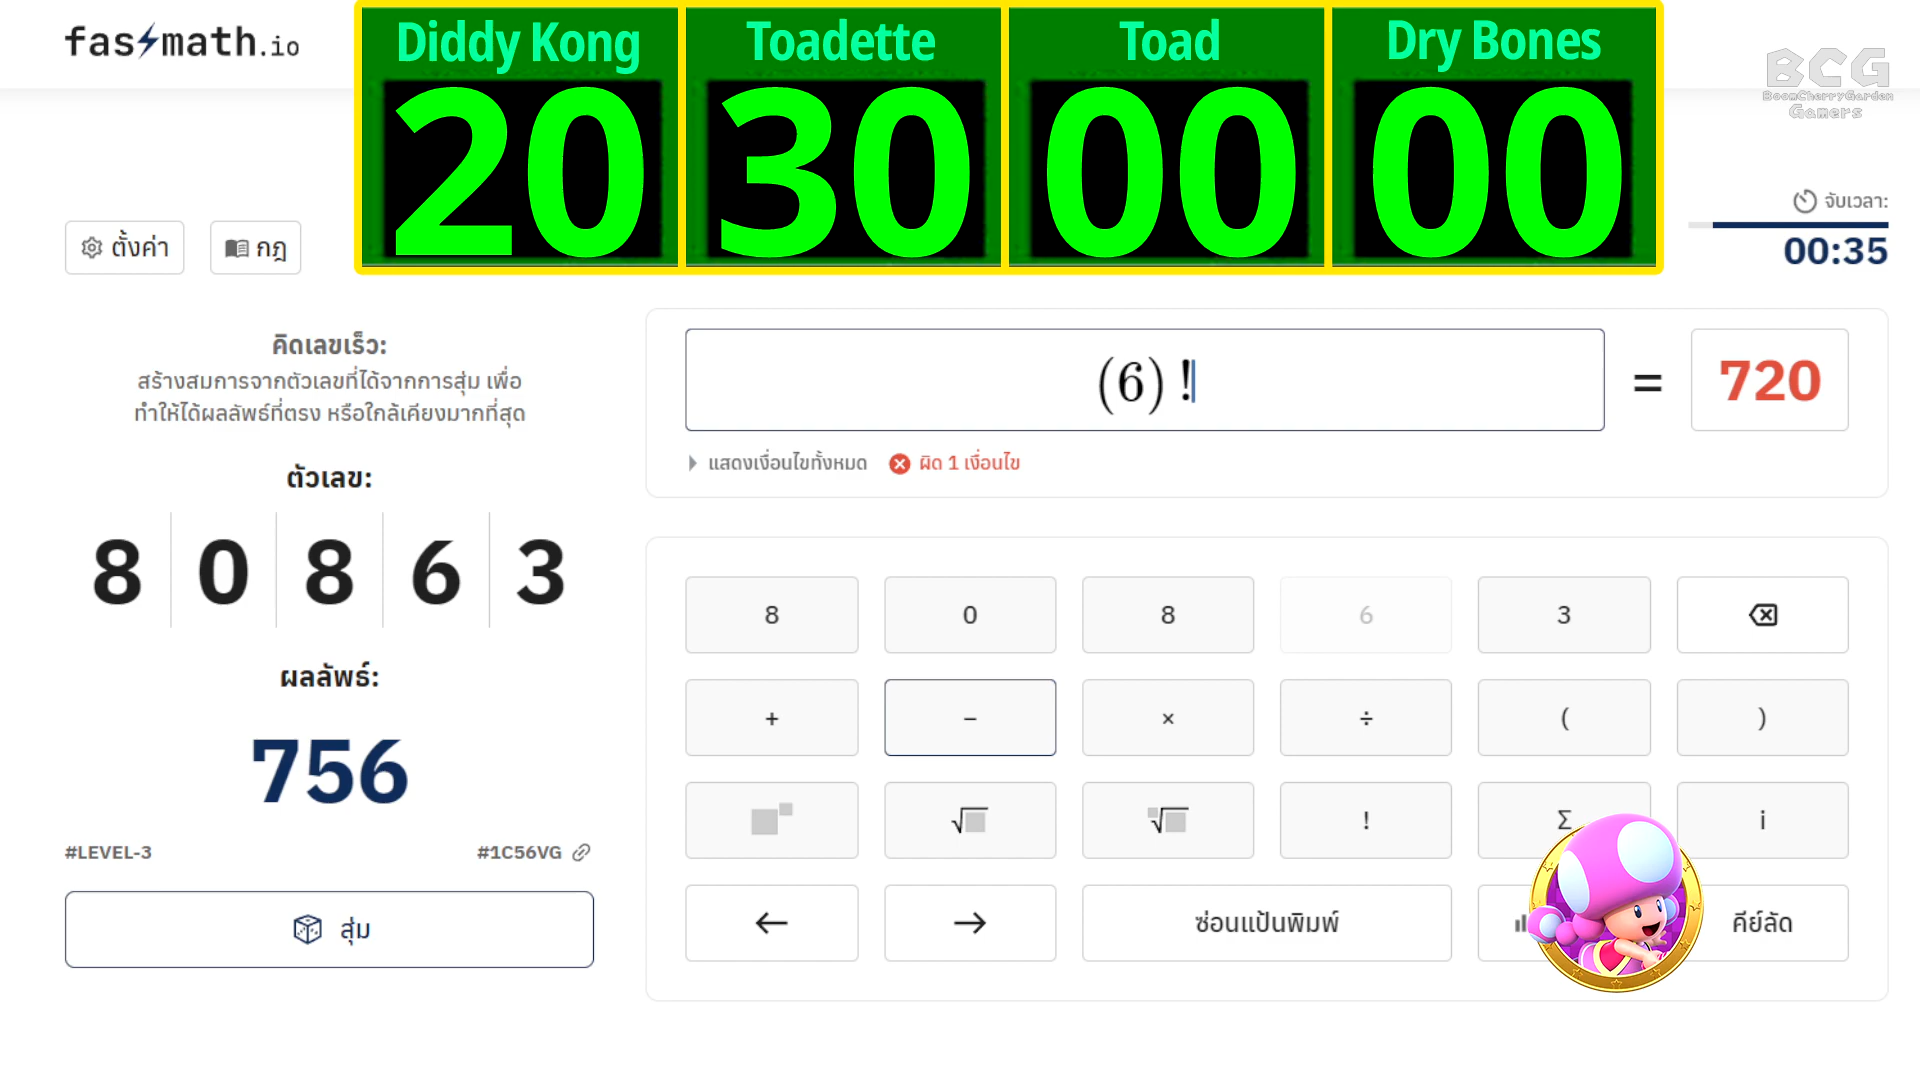 fastmath.io
Diddy Kong
Toadette
Toad
Dry Bones
20
30
00
00
BCG
BoomCherryGarden
Gamers
ตั้งค่า
กฎ
จับเวลา:
00:35
คิดเลขเร็ว:
สร้างสมการจากตัวเลขที่ได้จากการสุ่ม เพื่อ
ทำให้ได้ผลลัพธ์ที่ตรง หรือใกล้เคียงมากที่สุด
ตัวเลข:
8 0 8 6 3
ผลลัพธ์:
756
#LEVEL-3
#1C56VG
สุ่ม
(6)! = 720
แสดงเงื่อนไขทั้งหมด
ผิด 1 เงื่อนไข
8 0 8 6 3
+ − × ÷ ( )
√ √ ! Σ i
← →
ซ่อนแป้นพิมพ์
คีย์ลัด